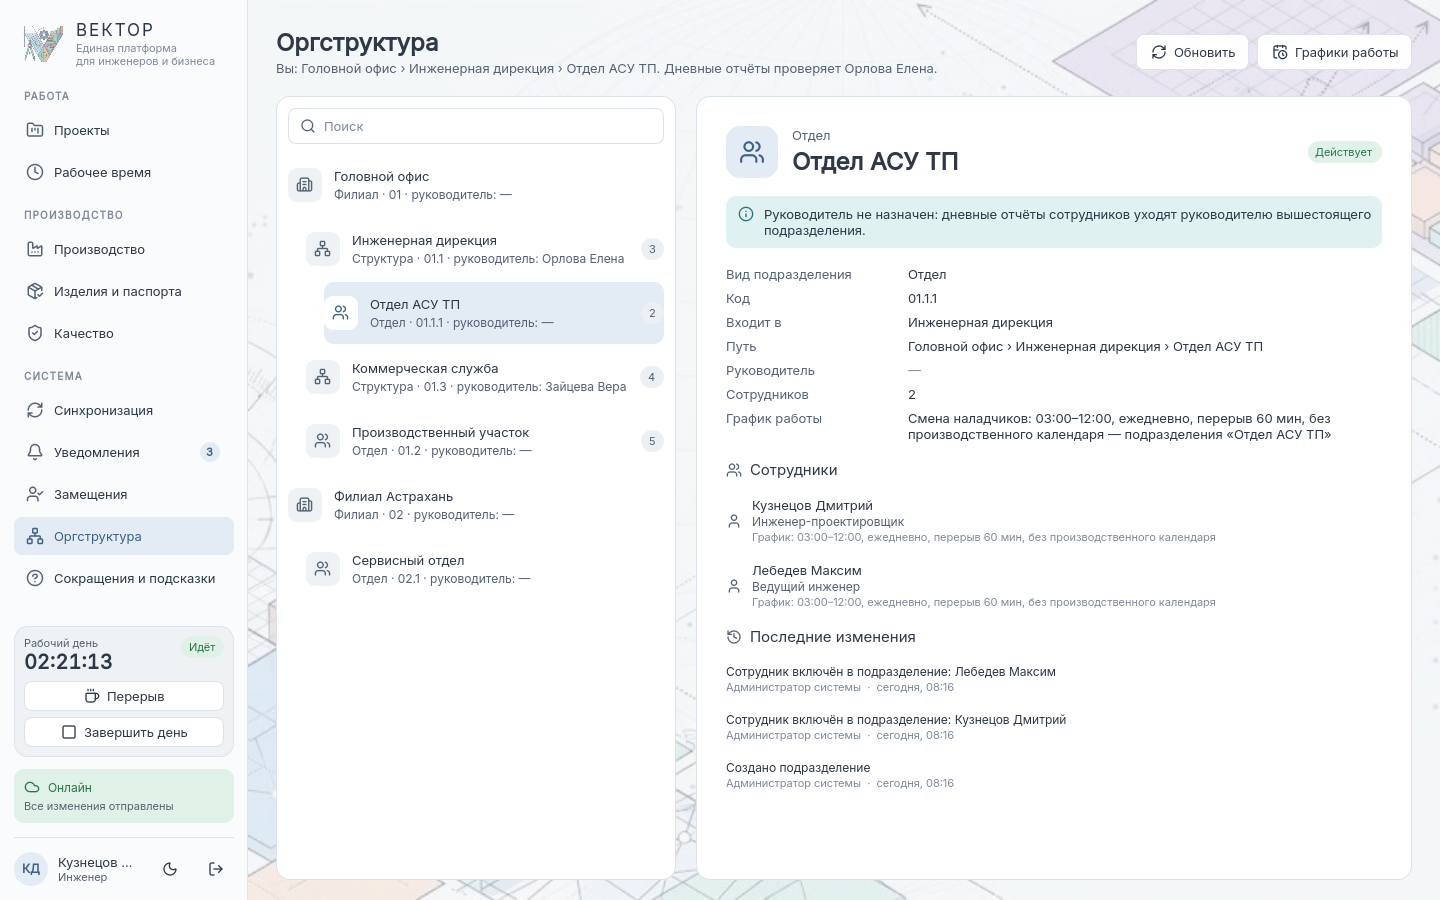 ВЕКТОР
Единая платформа
для инженеров и бизнеса
РАБОТА
Проекты
Рабочее время
ПРОИЗВОДСТВО
Производство
Изделия и паспорта
Качество
СИСТЕМА
Синхронизация
Уведомления 3
Замещения
Оргструктура
Сокращения и подсказки
Рабочий день
02:21:13
Идёт
Перерыв
Завершить день
Онлайн
Все изменения отправлены
КД
Кузнецов ...
Инженер
Оргструктура
Вы: Головной офис › Инженерная дирекция › Отдел АСУ ТП. Дневные отчёты проверяет Орлова Елена.
Обновить
Графики работы
Поиск
Головной офис
Филиал · 01 · руководитель: —
Инженерная дирекция
Структура · 01.1 · руководитель: Орлова Елена
3
Отдел АСУ ТП
Отдел · 01.1.1 · руководитель: —
2
Коммерческая служба
Структура · 01.3 · руководитель: Зайцева Вера
4
Производственный участок
Отдел · 01.2 · руководитель: —
5
Филиал Астрахань
Филиал · 02 · руководитель: —
Сервисный отдел
Отдел · 02.1 · руководитель: —
Отдел
Отдел АСУ ТП
Действует
Руководитель не назначен: дневные отчёты сотрудников уходят руководителю вышестоящего
подразделения.
Вид подразделения Отдел
Код 01.1.1
Входит в Инженерная дирекция
Путь Головной офис › Инженерная дирекция › Отдел АСУ ТП
Руководитель —
Сотрудников 2
График работы Смена наладчиков: 03:00–12:00, ежедневно, перерыв 60 мин, без
производственного календаря — подразделения «Отдел АСУ ТП»
Сотрудники
Кузнецов Дмитрий
Инженер-проектировщик
График: 03:00–12:00, ежедневно, перерыв 60 мин, без производственного календаря
Лебедев Максим
Ведущий инженер
График: 03:00–12:00, ежедневно, перерыв 60 мин, без производственного календаря
Последние изменения
Сотрудник включён в подразделение: Лебедев Максим
Администратор системы · сегодня, 08:16
Сотрудник включён в подразделение: Кузнецов Дмитрий
Администратор системы · сегодня, 08:16
Создано подразделение
Администратор системы · сегодня, 08:16